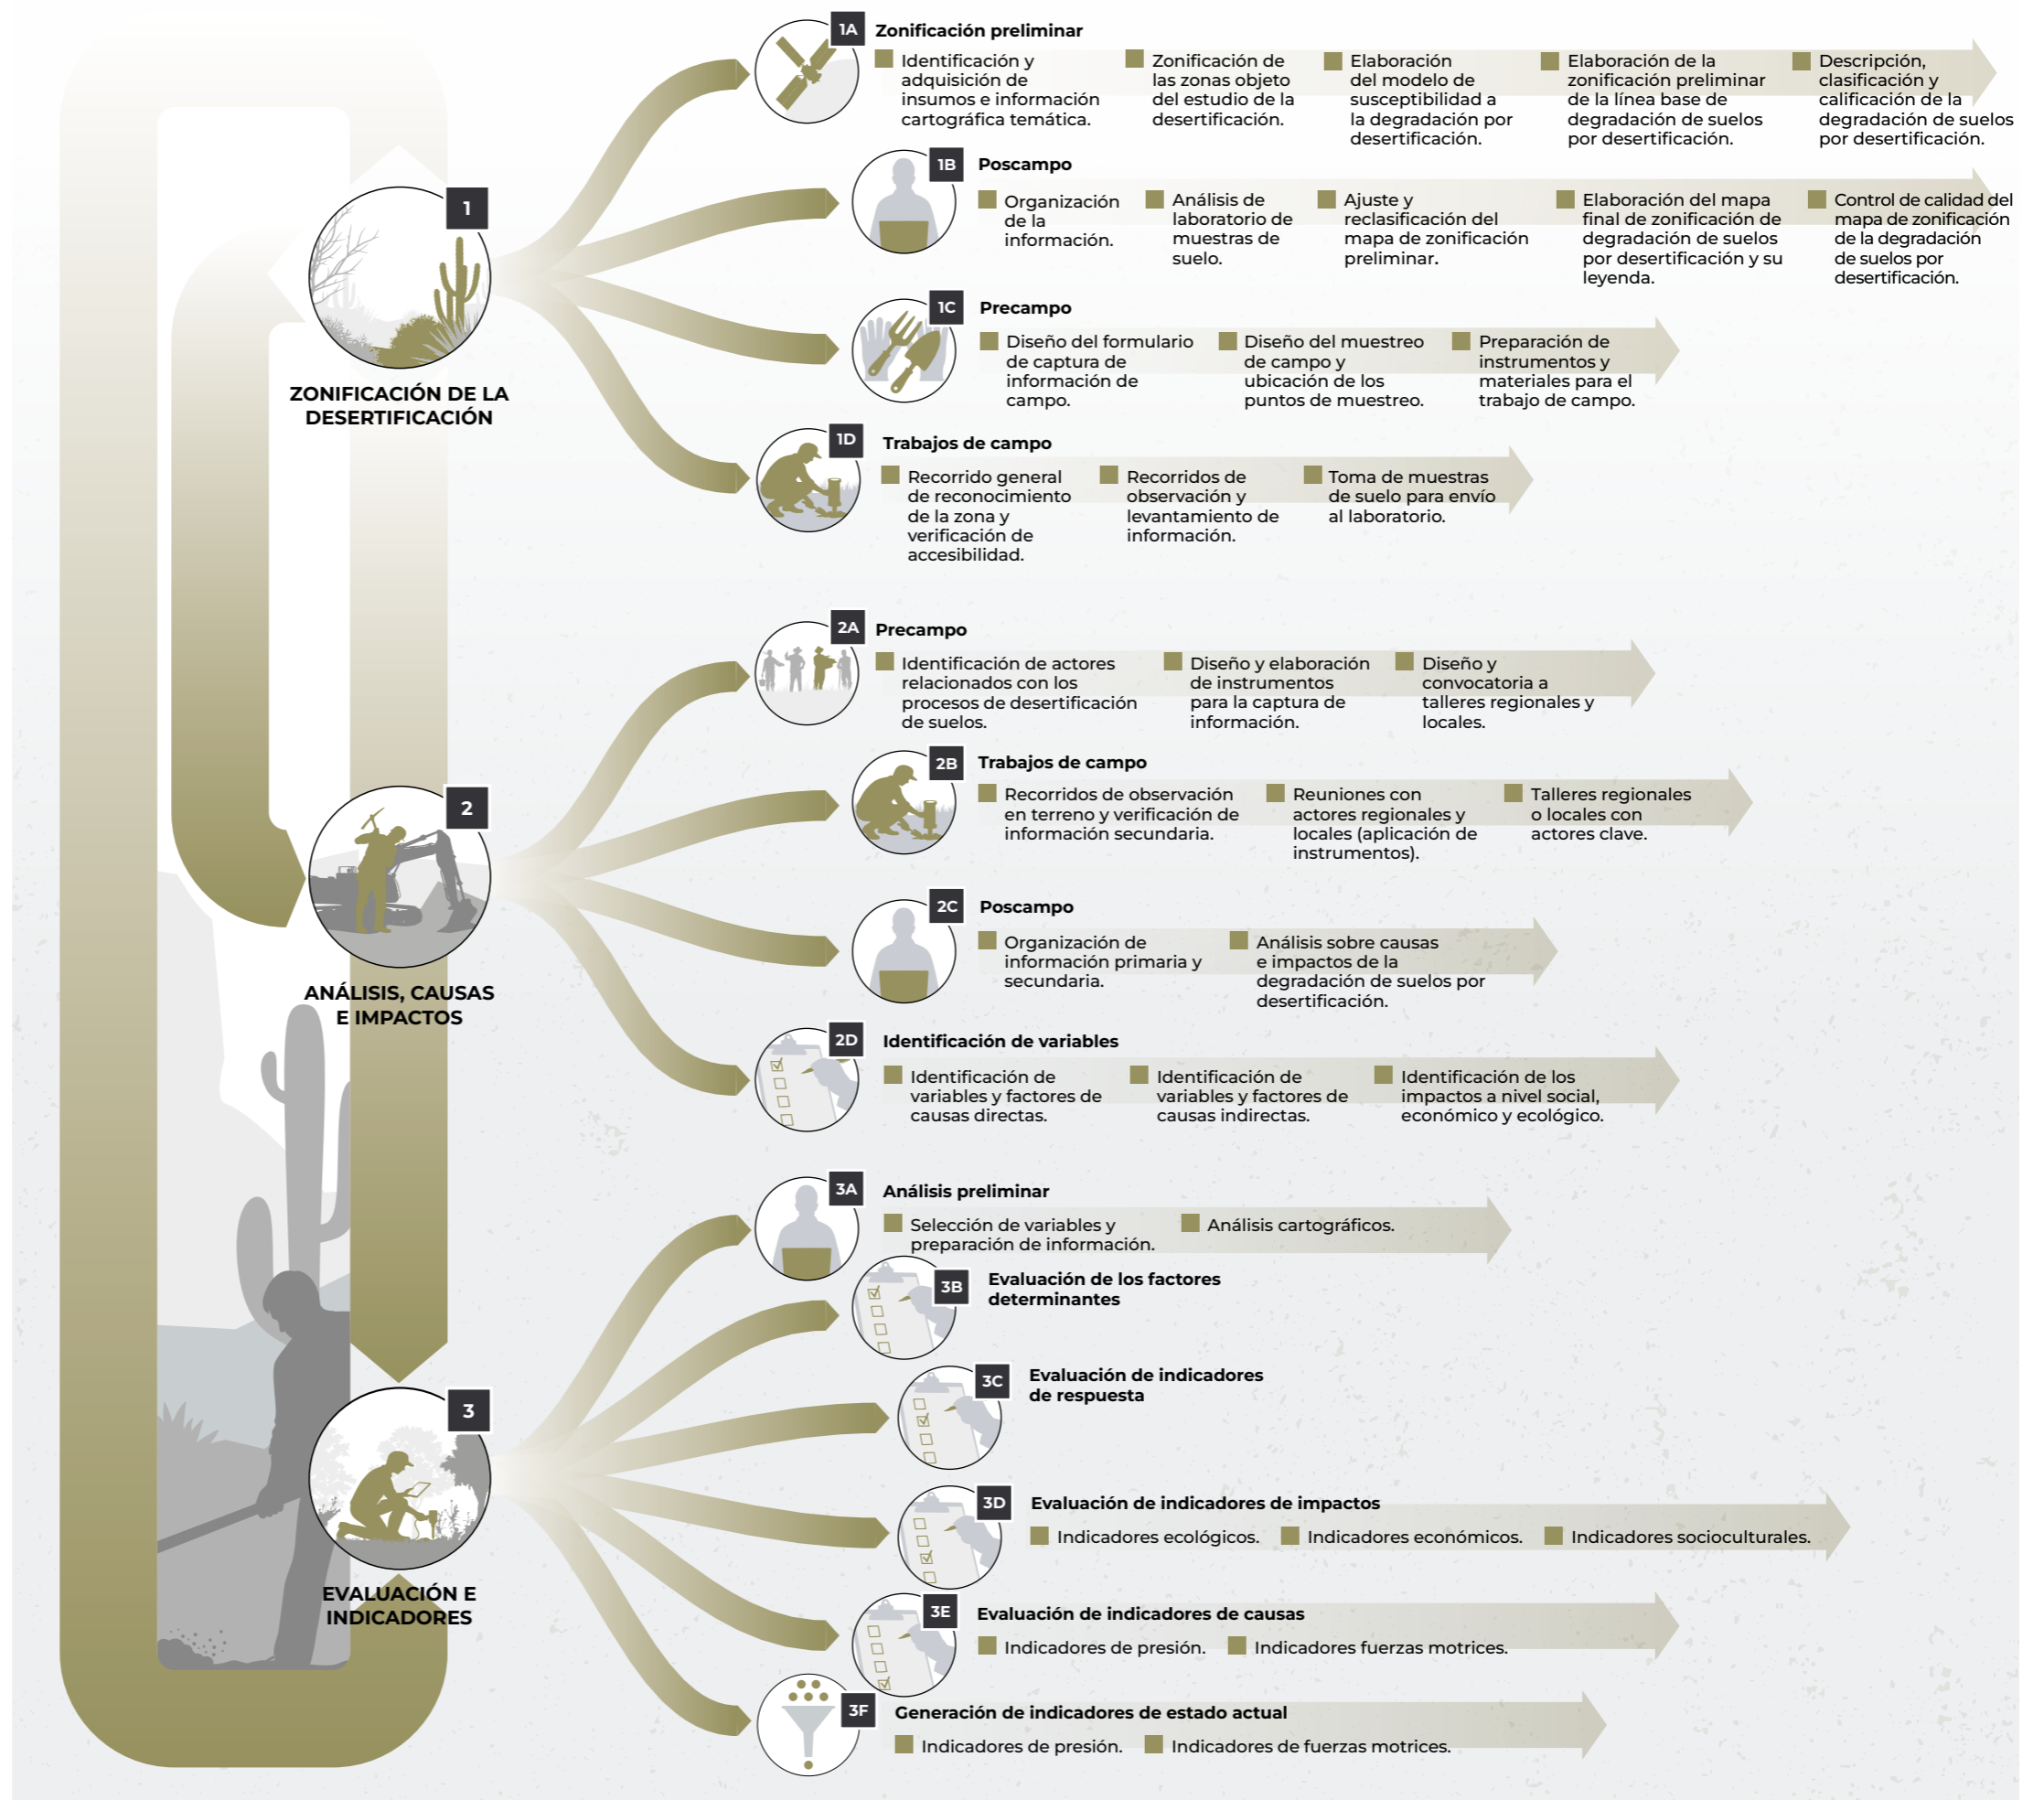 1
ZONIFICACIÓN DE LA
DESERTIFICACIÓN
1A
Zonificación preliminar
Identificación y
adquisición de
insumos e información
cartográfica temática.
Zonificación de
las zonas objeto
del estudio de la
desertificación.
Elaboración
del modelo de
susceptibilidad a
la degradación por
desertificación.
Elaboración de la
zonificación preliminar
de la línea base de
degradación de suelos
por desertificación.
Descripción,
clasificación y
calificación de la
degradación de suelos
por desertificación.
1B
Poscampo
Organización
de la
información.
Análisis de
laboratorio de
muestras de
suelo.
Ajuste y
reclasificación del
mapa de zonificación
preliminar.
Elaboración del mapa
final de zonificación de
degradación de suelos
por desertificación y su
leyenda.
Control de calidad del
mapa de zonificación
de la degradación
de suelos por
desertificación.
1C
Precampo
Diseño del formulario
de captura de
información de
campo.
Diseño del muestreo
de campo y
ubicación de los
puntos de muestreo.
Preparación de
instrumentos y
materiales para el
trabajo de campo.
1D
Trabajos de campo
Recorrido general
de reconocimiento
de la zona y
verificación de
accesibilidad.
Recorridos de
observación y
levantamiento de
información.
Toma de muestras
de suelo para envío
al laboratorio.
2
ANÁLISIS, CAUSAS
E IMPACTOS
2A
Precampo
Identificación de actores
relacionados con los
procesos de desertificación
de suelos.
Diseño y elaboración
de instrumentos
para la captura de
información.
Diseño y
convocatoria a
talleres regionales y
locales.
2B
Trabajos de campo
Recorridos de observación
en terreno y verificación de
información secundaria.
Reuniones con
actores regionales y
locales (aplicación de
instrumentos).
Talleres regionales
o locales con
actores clave.
2C
Poscampo
Organización de
información primaria y
secundaria.
Análisis sobre causas
e impactos de la
degradación de suelos por
desertificación.
2D
Identificación de variables
Identificación de
variables y factores de
causas directas.
Identificación de
variables y factores de
causas indirectas.
Identificación de los
impactos a nivel social,
económico y ecológico.
3
EVALUACIÓN E
INDICADORES
3A
Análisis preliminar
Selección de variables y
preparación de información.
Análisis cartográficos.
3B
Evaluación de los factores
determinantes
3C
Evaluación de indicadores
de respuesta
3D
Evaluación de indicadores de impactos
Indicadores ecológicos.
Indicadores económicos.
Indicadores socioculturales.
3E
Evaluación de indicadores de causas
Indicadores de presión.
Indicadores fuerzas motrices.
3F
Generación de indicadores de estado actual
Indicadores de presión.
Indicadores de fuerzas motrices.